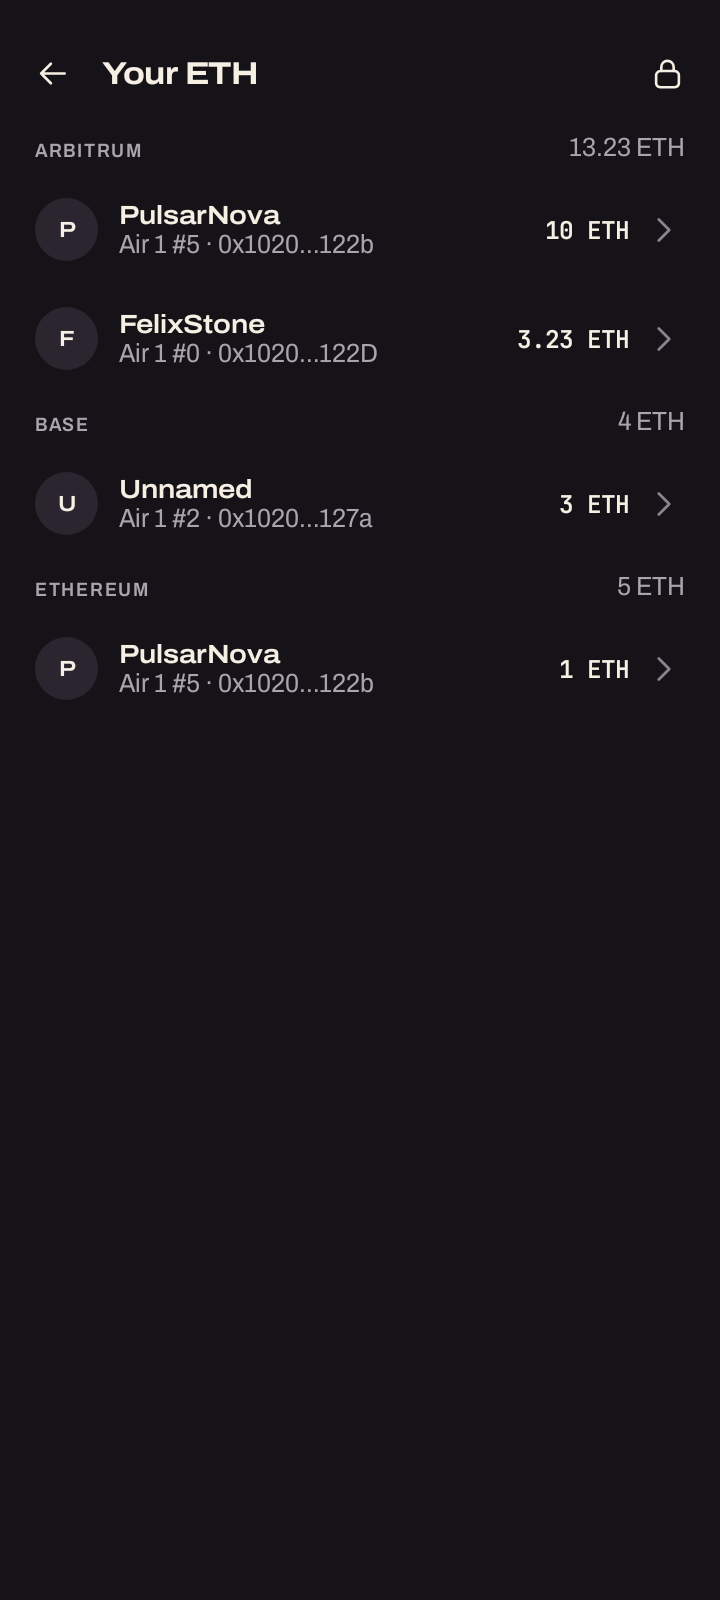 Your ETH
ARBITRUM 13.23 ETH
P PulsarNova
Air 1 #5 · 0x1020...122b 10 ETH
F FelixStone
Air 1 #0 · 0x1020...122D 3.23 ETH
BASE 4 ETH
U Unnamed
Air 1 #2 · 0x1020...127a 3 ETH
ETHEREUM 5 ETH
P PulsarNova
Air 1 #5 · 0x1020...122b 1 ETH